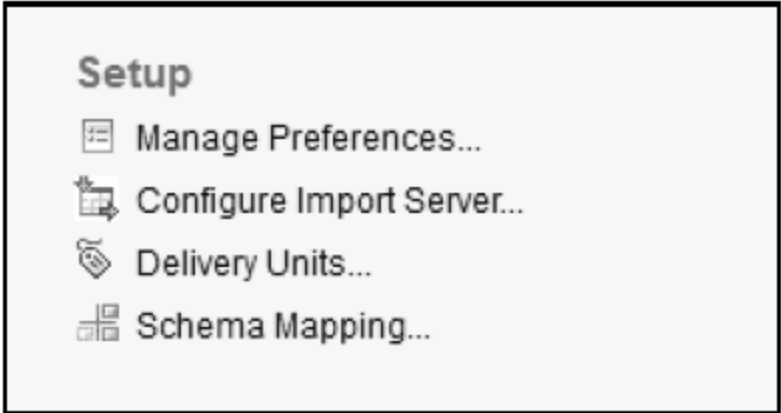 Setup
Manage Preferences...
Configure Import Server...
Delivery Units...
Schema Mapping...